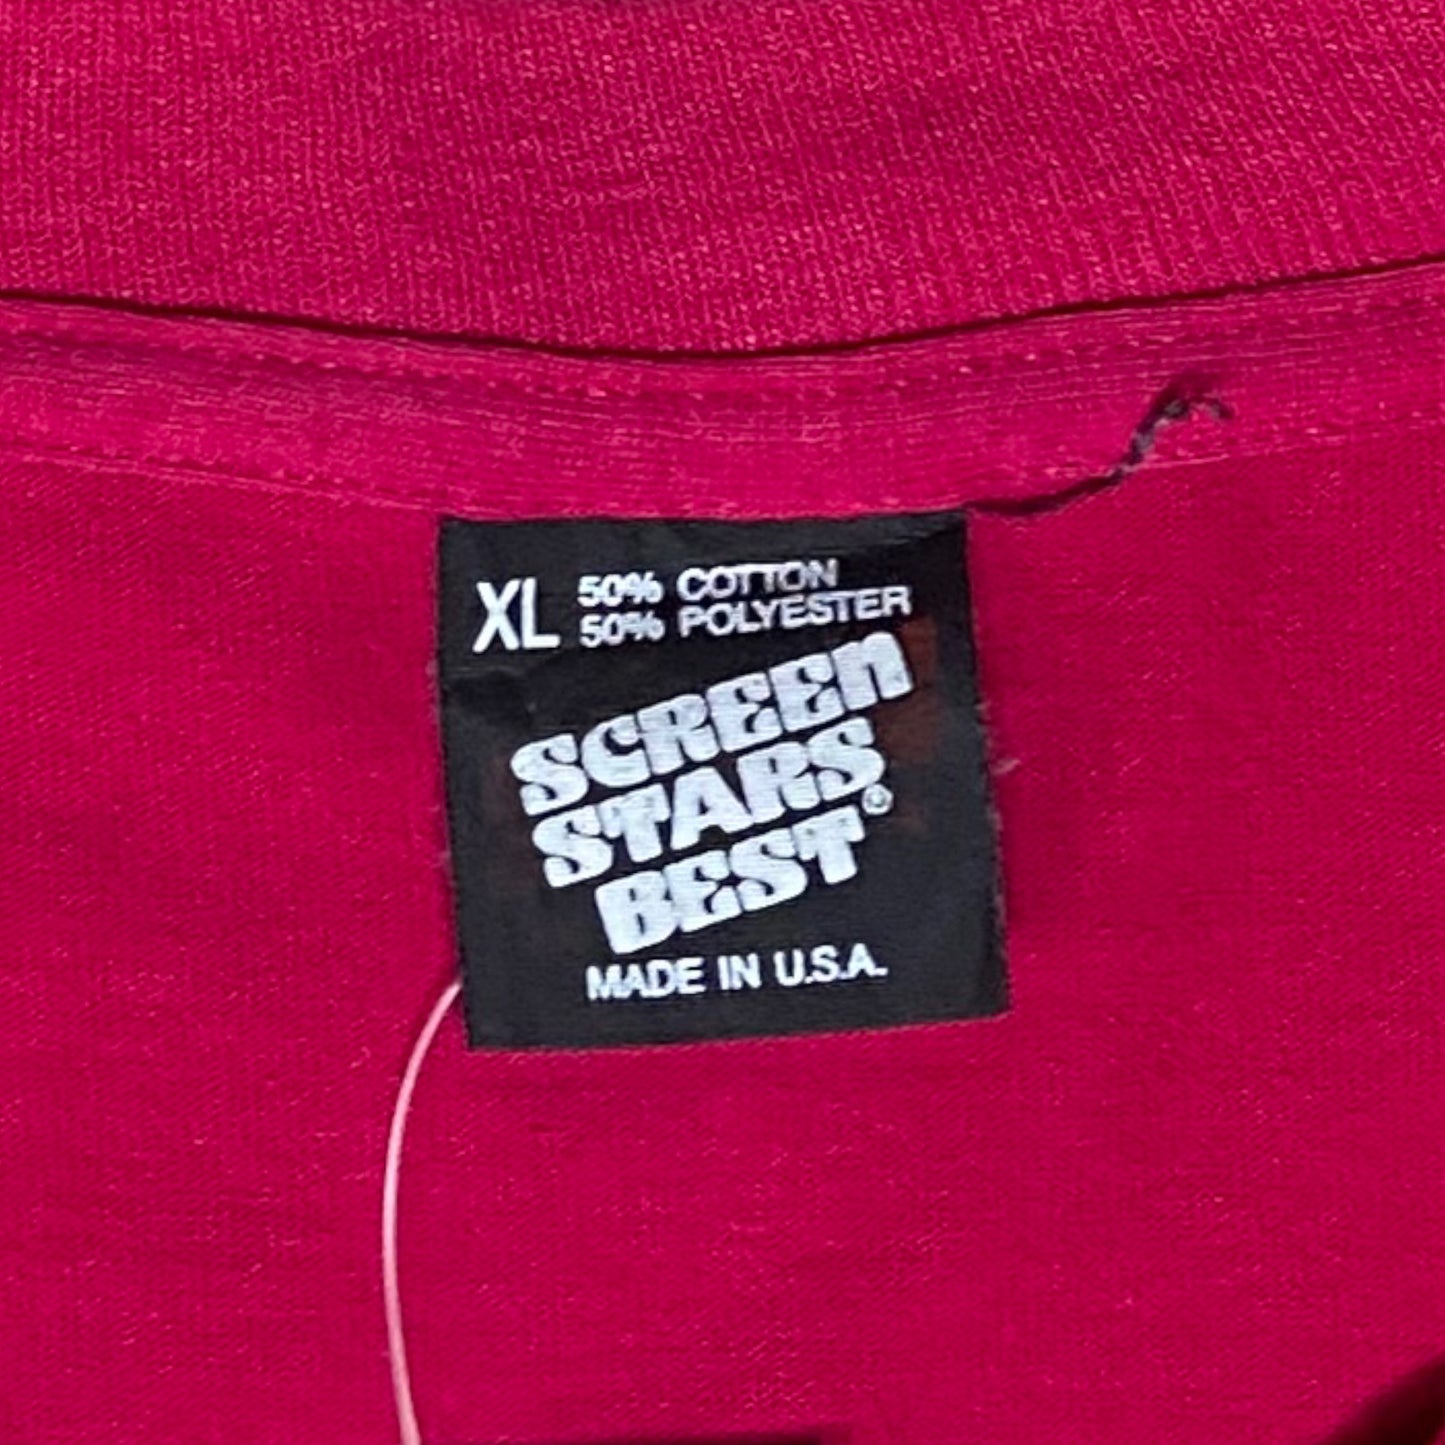 XL 50% COTTON
50% POLYESTER
SCREEN
STARS
BEST®
MADE IN U.S.A.